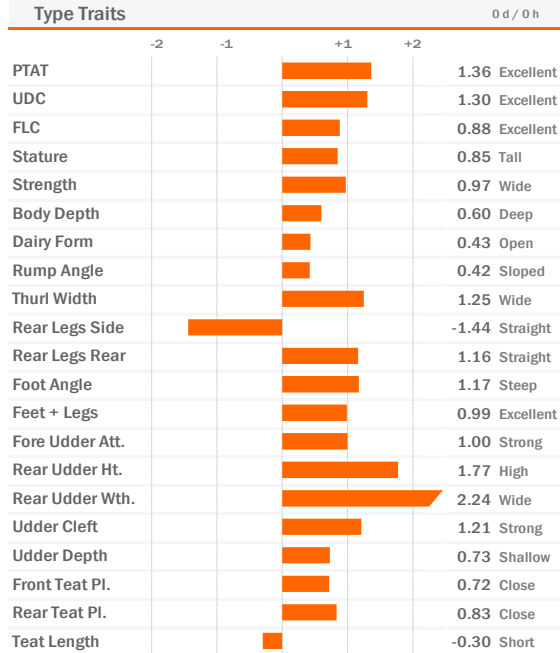 Type Traits 0 d / 0 h
-2 -1 +1 +2
PTAT 1.36 Excellent
UDC 1.30 Excellent
FLC 0.88 Excellent
Stature 0.85 Tall
Strength 0.97 Wide
Body Depth 0.60 Deep
Dairy Form 0.43 Open
Rump Angle 0.42 Sloped
Thurl Width 1.25 Wide
Rear Legs Side -1.44 Straight
Rear Legs Rear 1.16 Straight
Foot Angle 1.17 Steep
Feet + Legs 0.99 Excellent
Fore Udder Att. 1.00 Strong
Rear Udder Ht. 1.77 High
Rear Udder Wth. 2.24 Wide
Udder Cleft 1.21 Strong
Udder Depth 0.73 Shallow
Front Teat Pl. 0.72 Close
Rear Teat Pl. 0.83 Close
Teat Length -0.30 Short